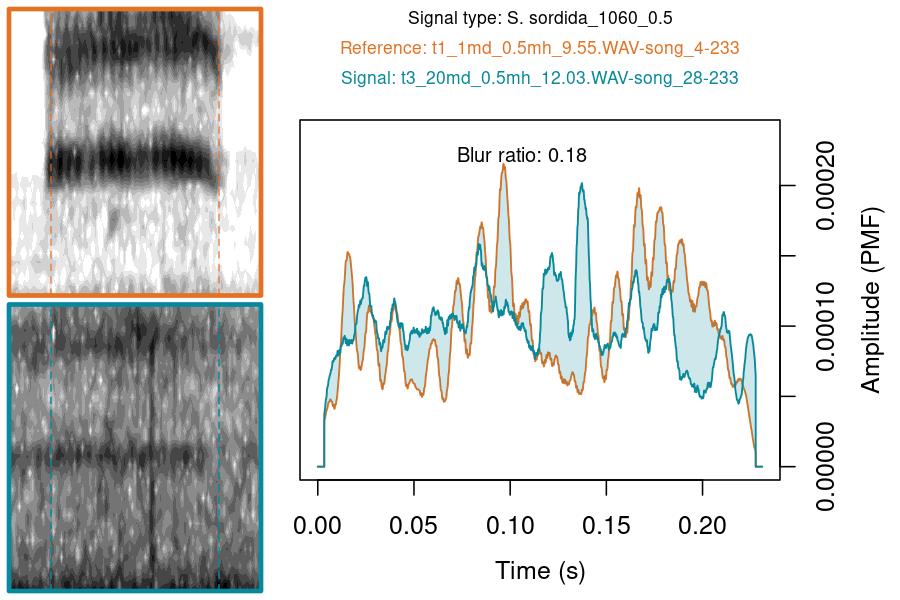 Signal type: S. sordida_1060_0.5
Reference: t1_1md_0.5mh_9.55.WAV-song_4-233
Signal: t3_20md_0.5mh_12.03.WAV-song_28-233
Blur ratio: 0.18
0.00020
0.00010
0.00000
Amplitude (PMF)
0.00 0.05 0.10 0.15 0.20
Time (s)